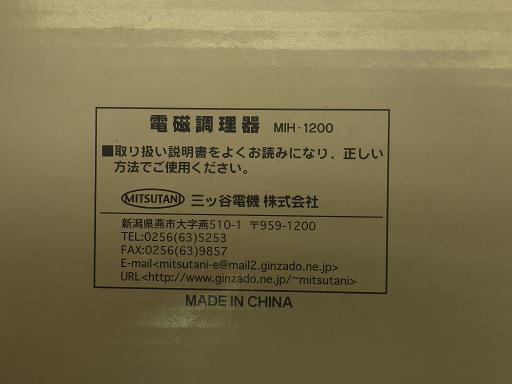 電磁調理器 MIH-1200
■取り扱い説明書をよくお読みになり、正しい
方法でご使用ください。
MITSUTANI 三ッ谷電機 株式会社
新潟県燕市大字燕510-1 〒959-1200
TEL:0256(63)5253
FAX:0256(63)9857
E-mail<mitsutani-e@mail2.ginzado.ne.jp>
URL<http://www.ginzado.ne.jp/~mitsutani>
MADE IN CHINA